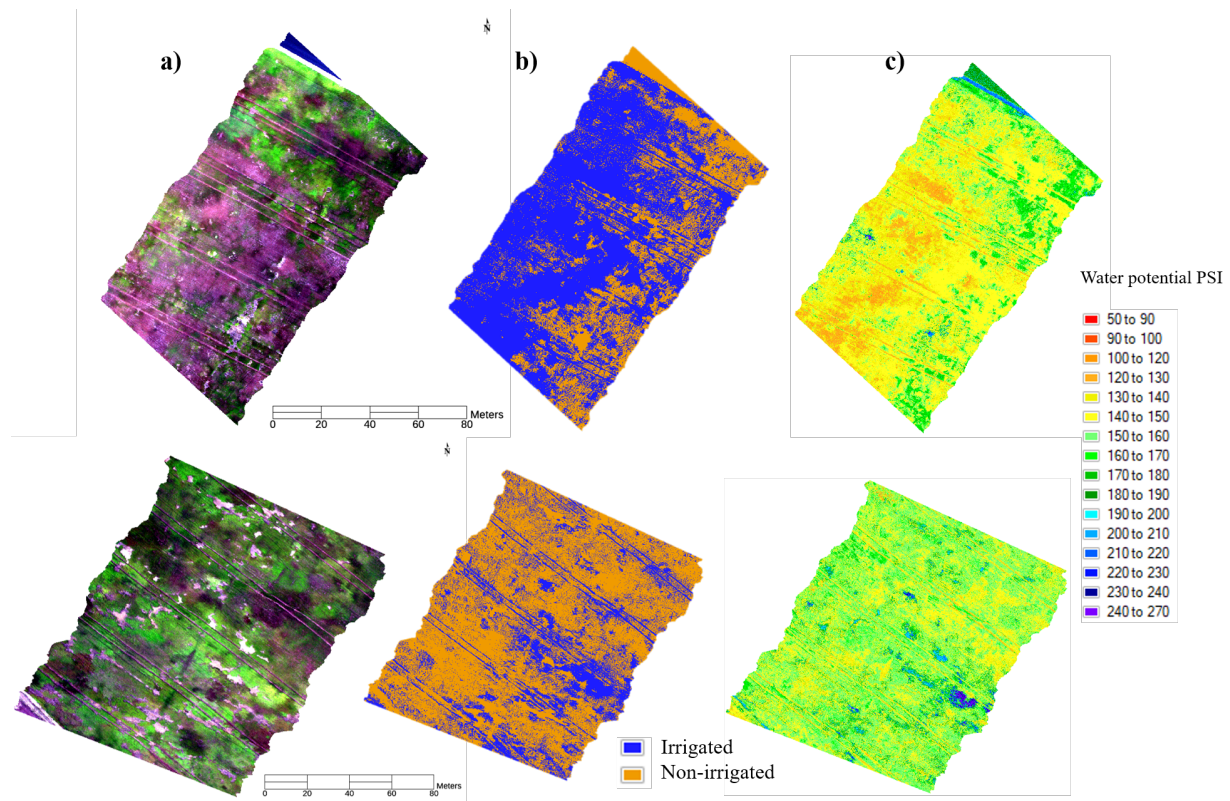 N
a)
b)
c)
Water potential PSI
50 to 90
90 to 100
100 to 120
120 to 130
130 to 140
140 to 150
150 to 160
160 to 170
170 to 180
180 to 190
190 to 200
200 to 210
210 to 220
220 to 230
230 to 240
240 to 270
Meters
0 20 40 60 80
N
Irrigated
Non-irrigated
Meters
0 20 40 60 80